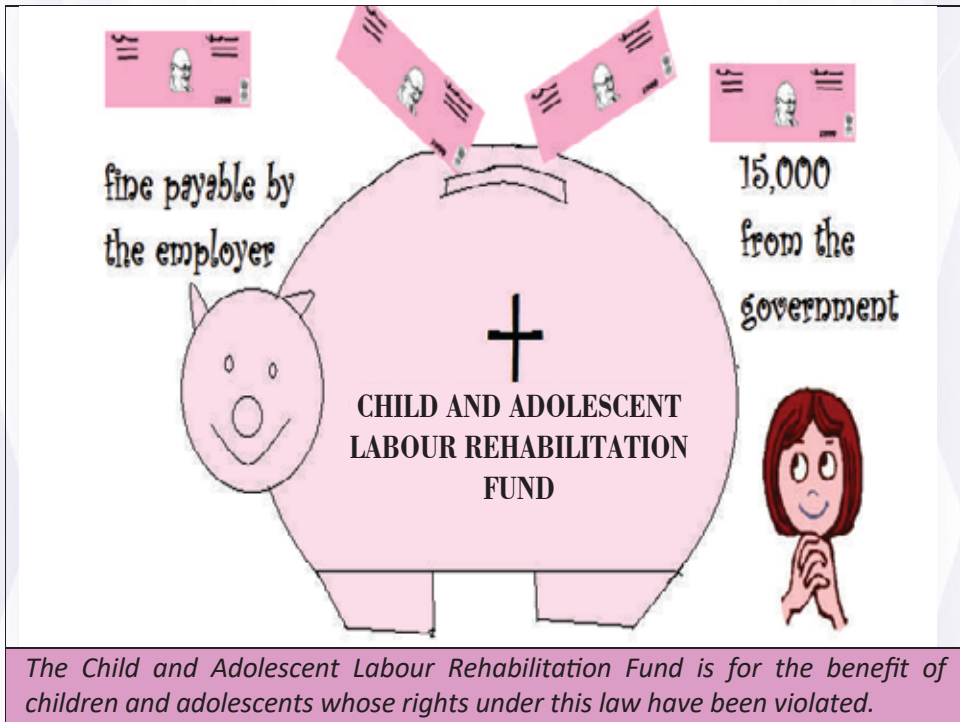 fine payable by
the employer
15,000
from the
government
CHILD AND ADOLESCENT
LABOUR REHABILITATION
FUND
The Child and Adolescent Labour Rehabilitation Fund is for the benefit of
children and adolescents whose rights under this law have been violated.